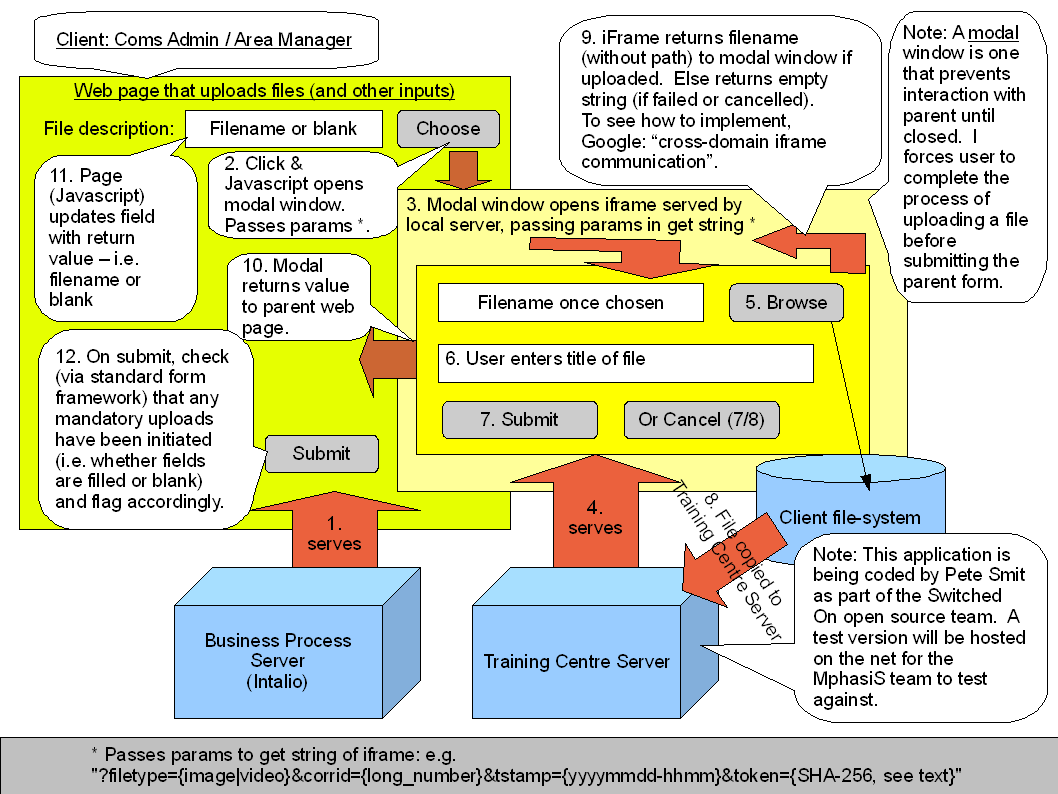 Client: Coms Admin / Area Manager
Web page that uploads files (and other inputs)
File description:
Filename or blank
Choose
11. Page
(Javascript)
updates field
with return
value – i.e.
filename or
blank
2. Click &
Javascript opens
modal window.
Passes params *.
9. iFrame returns filename
(without path) to modal window if
uploaded.  Else returns empty
string (if failed or cancelled).
To see how to implement,
Google: “cross-domain iframe
communication”.
Note: A modal
window is one
that prevents
interaction with
parent until
closed.  I
forces user to
complete the
process of
uploading a file
before
submitting the
parent form.
3. Modal window opens iframe served by
local server, passing params in get string *
10. Modal
returns value
to parent web
page.
Filename once chosen
5. Browse
6. User enters title of file
7. Submit
Or Cancel (7/8)
12. On submit, check
(via standard form
framework) that any
mandatory uploads
have been initiated
(i.e. whether fields
are filled or blank)
and flag accordingly.
Submit
1.
serves
4.
serves
8. File copied to
Training Centre Server
Client file-system
Business Process
Server
(Intalio)
Training Centre Server
Note: This application is
being coded by Pete Smit
as part of the Switched
On open source team.  A
test version will be hosted
on the net for the
MphasiS team to test
against.
* Passes params to get string of iframe: e.g.
"?filetype={image|video}&corrid={long_number}&tstamp={yyyymmdd-hhmm}&token={SHA-256, see text}"